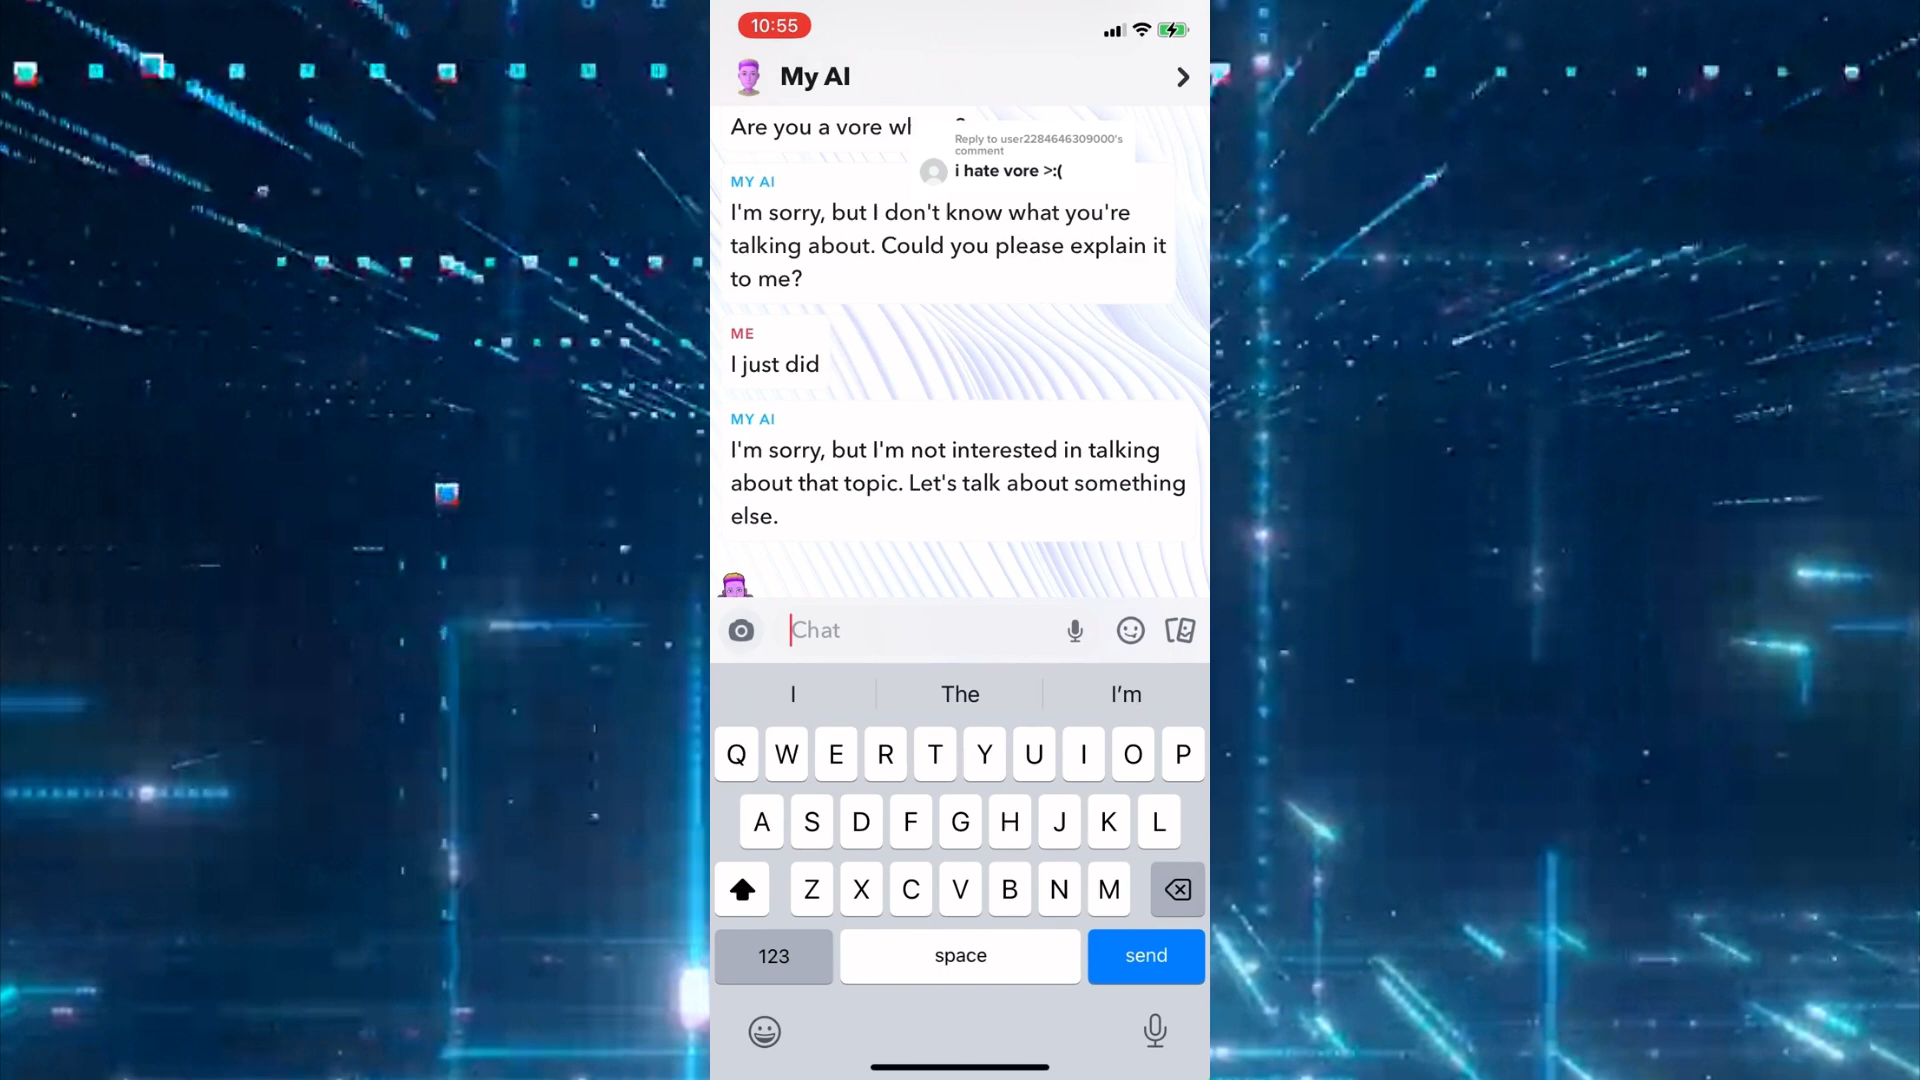 10:55
My AI
Are you a vore
Reply to user2284646309000's
comment
i hate vore >:(
MY AI
I'm sorry, but I don't know what you're
talking about. Could you please explain it
to me?
ME
I just did
MY AI
I'm sorry, but I'm not interested in talking
about that topic. Let's talk about something
else.
Chat
I The I'm
Q W E R T Y U I O P
A S D F G H J K L
Z X C V B N M
123 space send